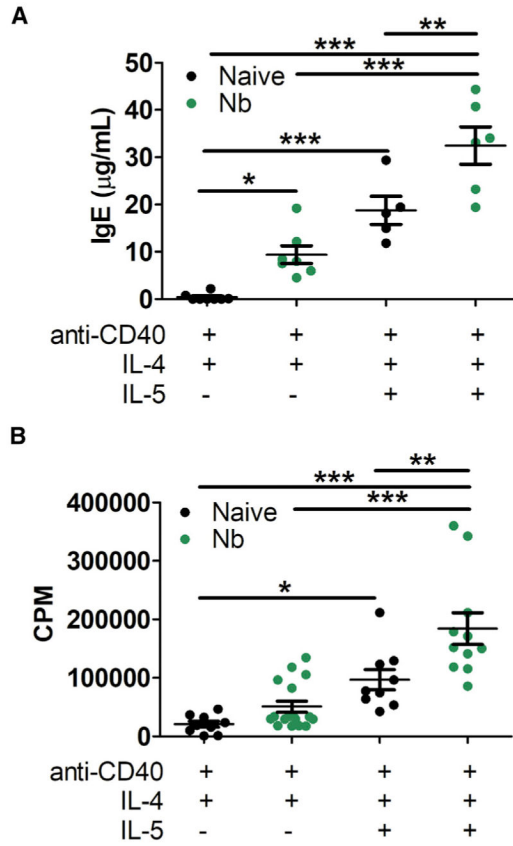 A
**
***
***
50
Naive
Nb
40
***
30
*
20
10
0
IgE (µg/mL)
anti-CD40 + + + +
IL-4 + + + +
IL-5 - - + +
B
**
***
***
400000
Naive
Nb
300000
*
200000
100000
0
CPM
anti-CD40 + + + +
IL-4 + + + +
IL-5 - - + +